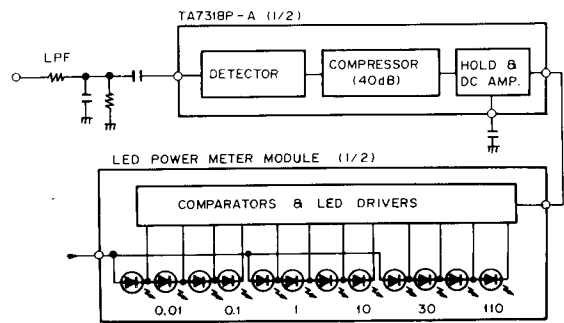 TA7318P-A (1/2)
LPF
DETECTOR
COMPRESSOR
(40dB)
HOLD &
DC AMP.
LED POWER METER MODULE (1/2)
COMPARATORS & LED DRIVERS
0.01 0.1 1 10 30 110